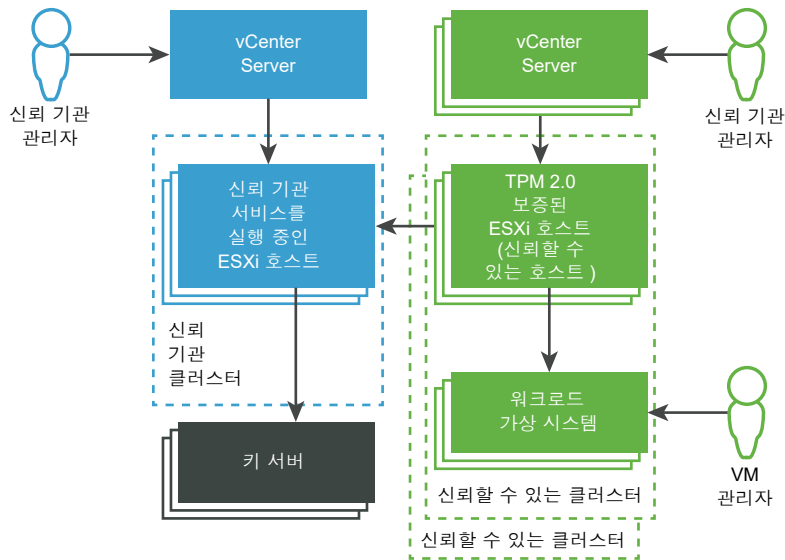 vCenter
Server
vCenter
Server
신뢰 기관
관리자
신뢰 기관
관리자
신뢰 기관
서비스를
실행 중인
ESXi 호스트
TPM 2.0
보증된
ESXi 호스트
(신뢰할 수
있는 호스트 )
신뢰
기관
클러스터
워크로드
가상 시스템
키 서버
VM
관리자
신뢰할 수 있는 클러스터
신뢰할 수 있는 클러스터